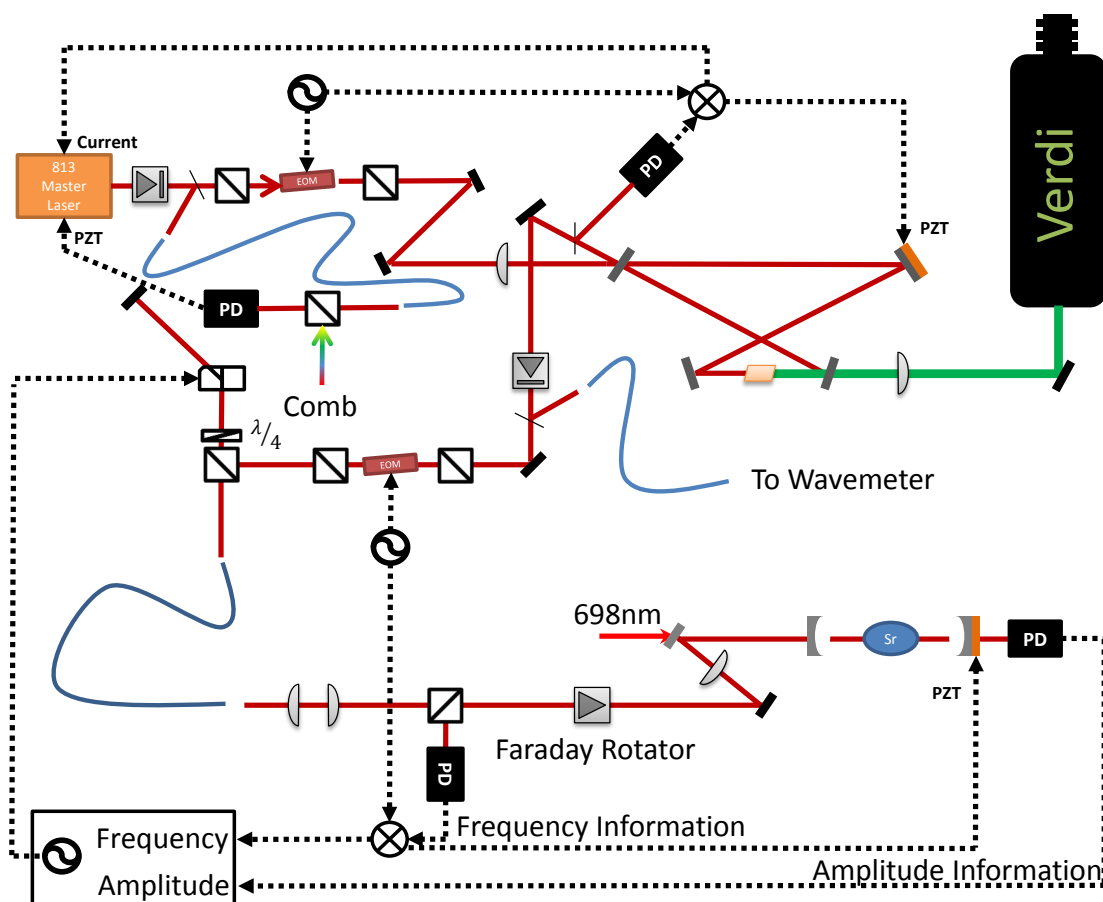 Verdi
Current
813
Master
Laser
EOM
PD
PZT
PZT
PD
Comb
λ/4
EOM
To Wavemeter
698nm
Sr
PD
PZT
Faraday Rotator
PD
Frequency
Frequency Information
Amplitude
Amplitude Information